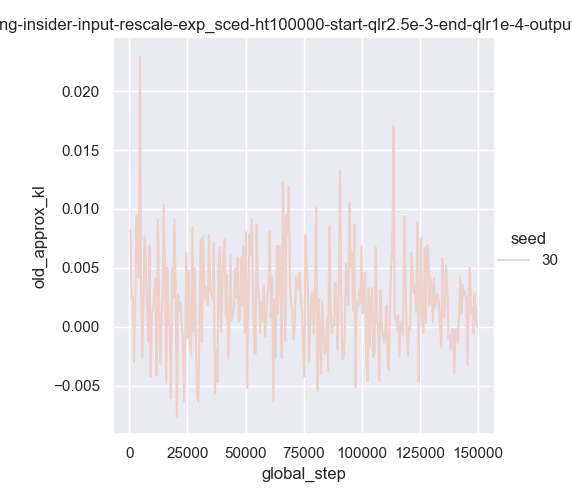 ng-insider-input-rescale-exp_sced-ht100000-start-qlr2.5e-3-end-qlr1e-4-output
old_approx_kl
0.020
0.015
0.010
0.005
0.000
−0.005
0 25000 50000 75000 100000 125000 150000
global_step
seed
30